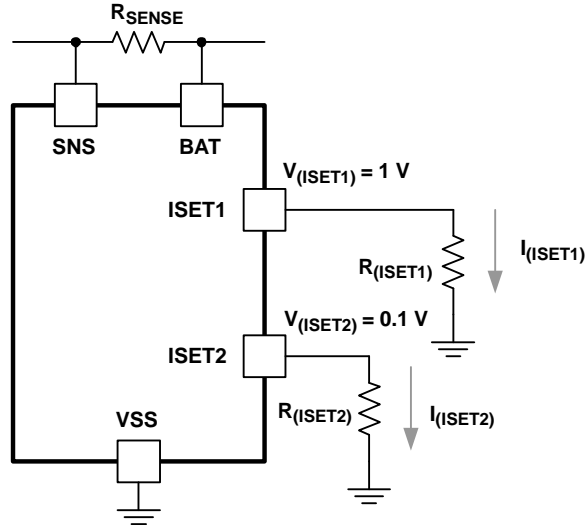 RSENSE
SNS
BAT
V(ISET1) = 1 V
ISET1
R(ISET1)
I(ISET1)
V(ISET2) = 0.1 V
ISET2
R(ISET2)
I(ISET2)
VSS